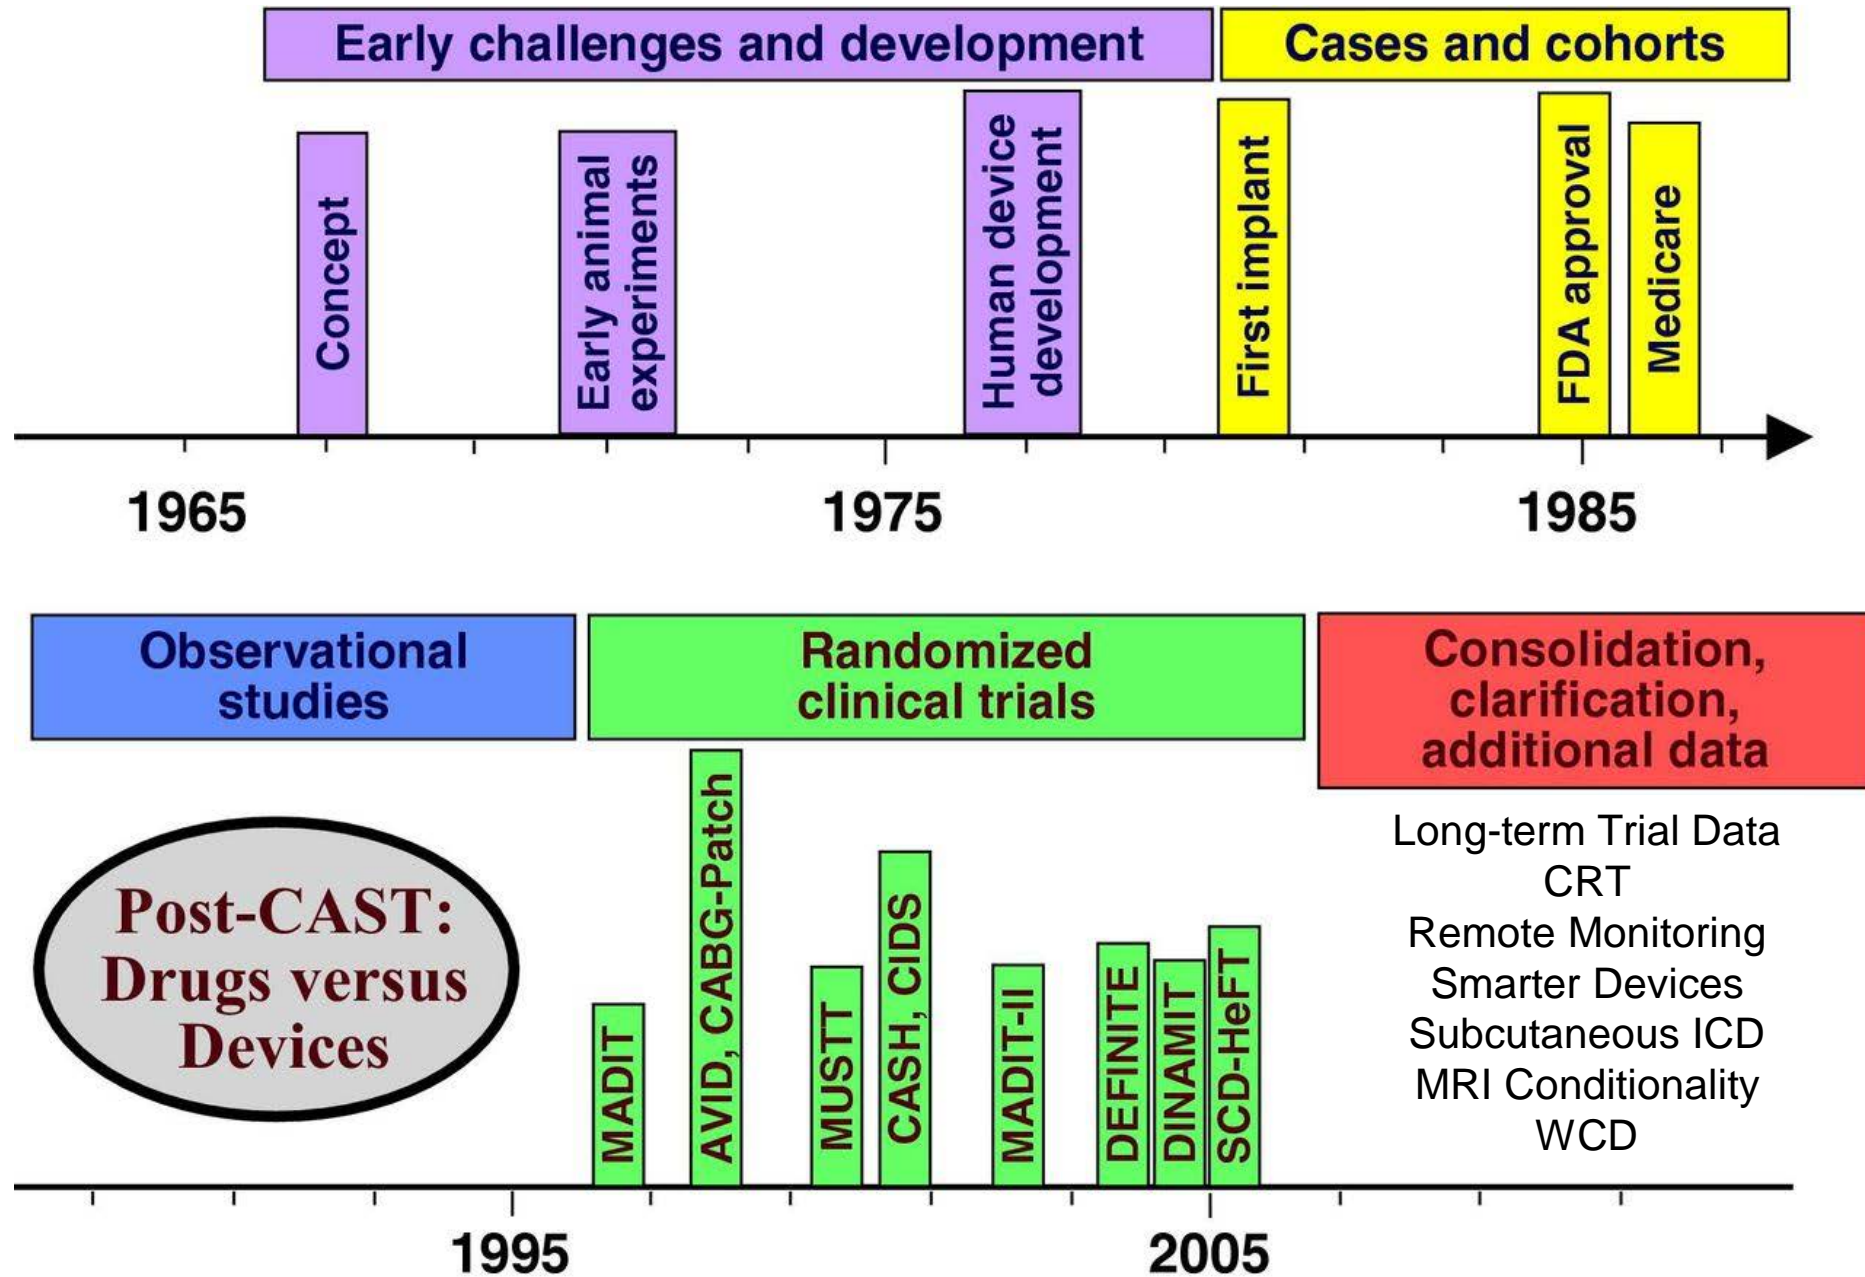 Early challenges and development
Cases and cohorts
Concept
Early animal
experiments
Human device
development
First implant
FDA approval
Medicare
1965
1975
1985
Observational
studies
Randomized
clinical trials
Consolidation,
clarification,
additional data
Post-CAST:
Drugs versus
Devices
MADIT
AVID, CABG-Patch
MUSTT
CASH, CIDS
MADIT-II
DEFINITE
DINAMIT
SCD-HeFT
Long-term Trial Data
CRT
Remote Monitoring
Smarter Devices
Subcutaneous ICD
MRI Conditionality
WCD
1995
2005